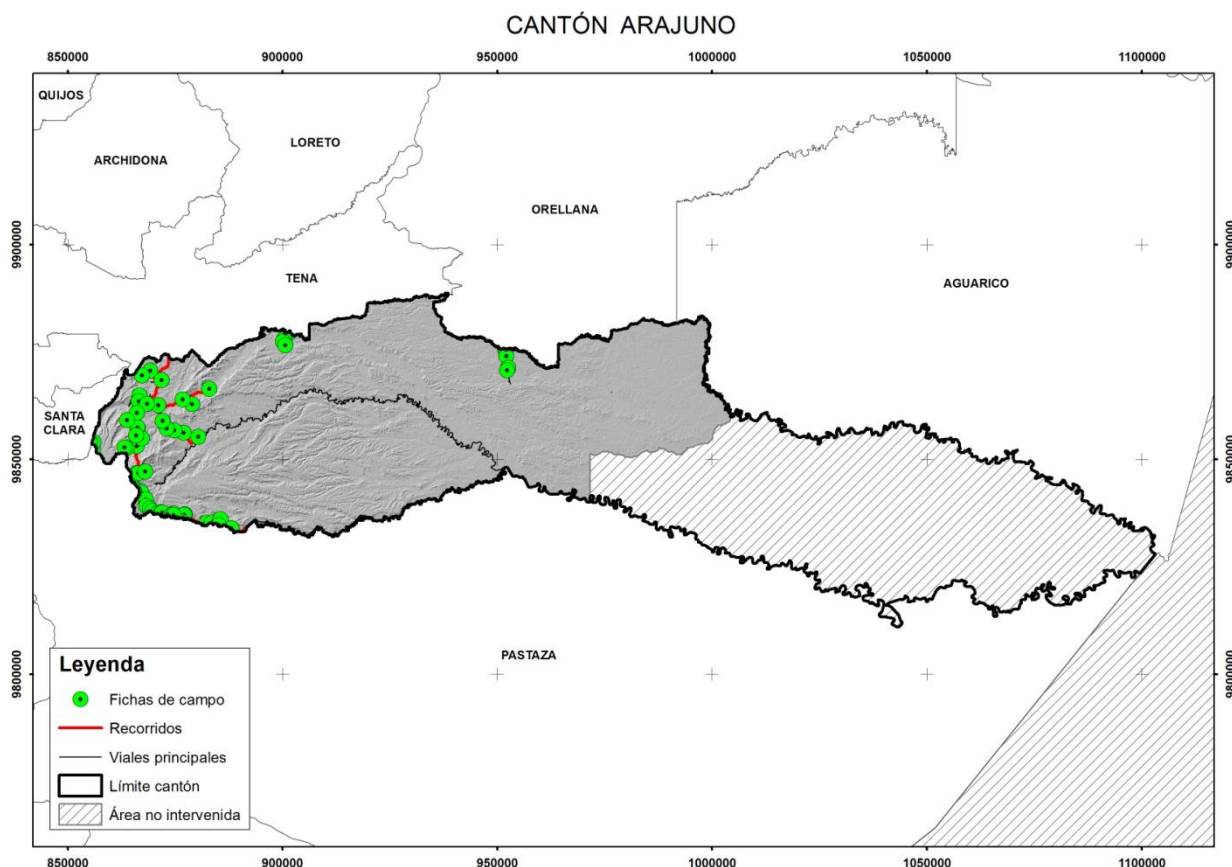 CANTÓN ARAJUNO
850000 900000 950000 1000000 1050000 1100000
QUIJOS
LORETO
ARCHIDONA
ORELLANA
9900000 9900000
TENA
AGUARICO
SANTA
CLARA
9850000 9850000
PASTAZA
9800000 9800000
Leyenda
Fichas de campo
Recorridos
Viales principales
Límite cantón
Área no intervenida
850000 900000 950000 1000000 1050000 1100000